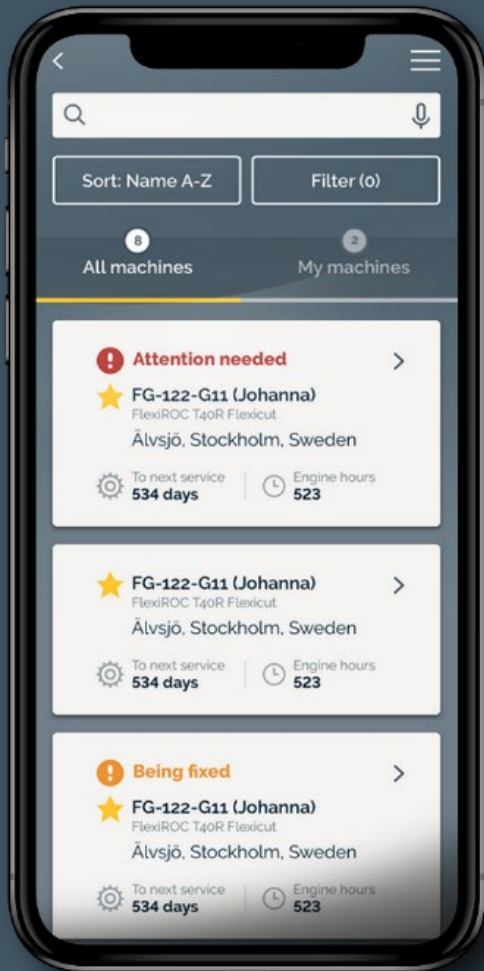 Sort: Name A-Z
Filter (0)
8
2
All machines
My machines
Attention needed
FG-122-G11 (Johanna)
FlexiROC T40R Flexicut
Älvsjö, Stockholm, Sweden
To next service
Engine hours
534 days
523
FG-122-G11 (Johanna)
FlexiROC T40R Flexicut
Älvsjö, Stockholm, Sweden
To next service
Engine hours
534 days
523
Being fixed
FG-122-G11 (Johanna)
FlexiROC T40R Flexicut
Älvsjö, Stockholm, Sweden
To next service
Engine hours
534 days
523